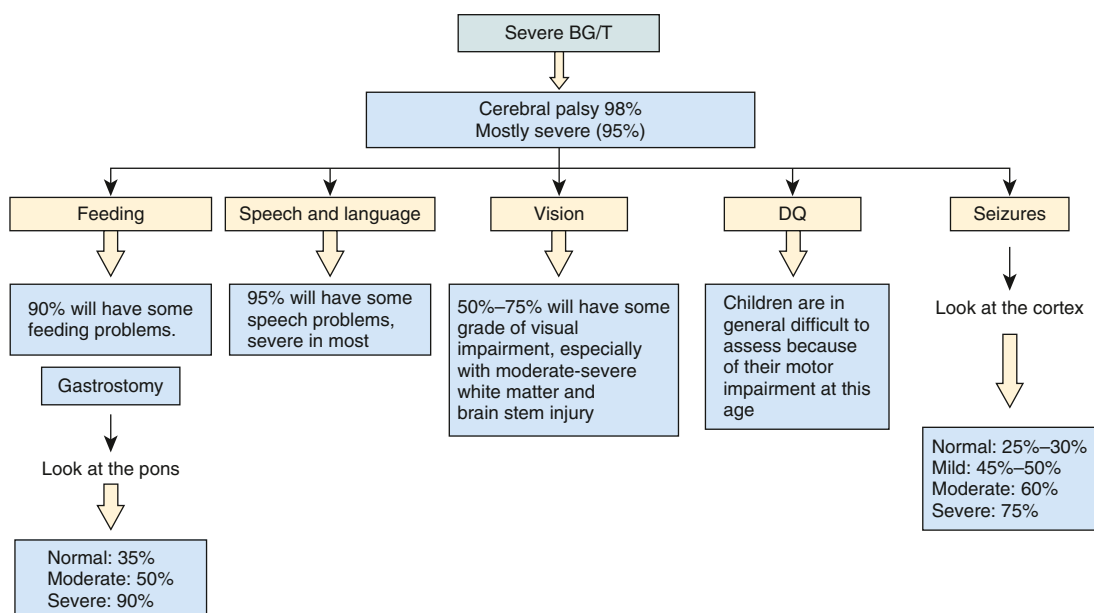 Severe BG/T
Cerebral palsy 98%
Mostly severe (95%)
Feeding
Speech and language
Vision
DQ
Seizures
90% will have some
feeding problems.
Gastrostomy
Look at the pons
Normal: 35%
Moderate: 50%
Severe: 90%
95% will have some
speech problems,
severe in most
50%–75% will have some
grade of visual
impairment, especially
with moderate-severe
white matter and
brain stem injury
Children are in
general difficult to
assess because
of their motor
impairment at this
age
Look at the cortex
Normal: 25%–30%
Mild: 45%–50%
Moderate: 60%
Severe: 75%